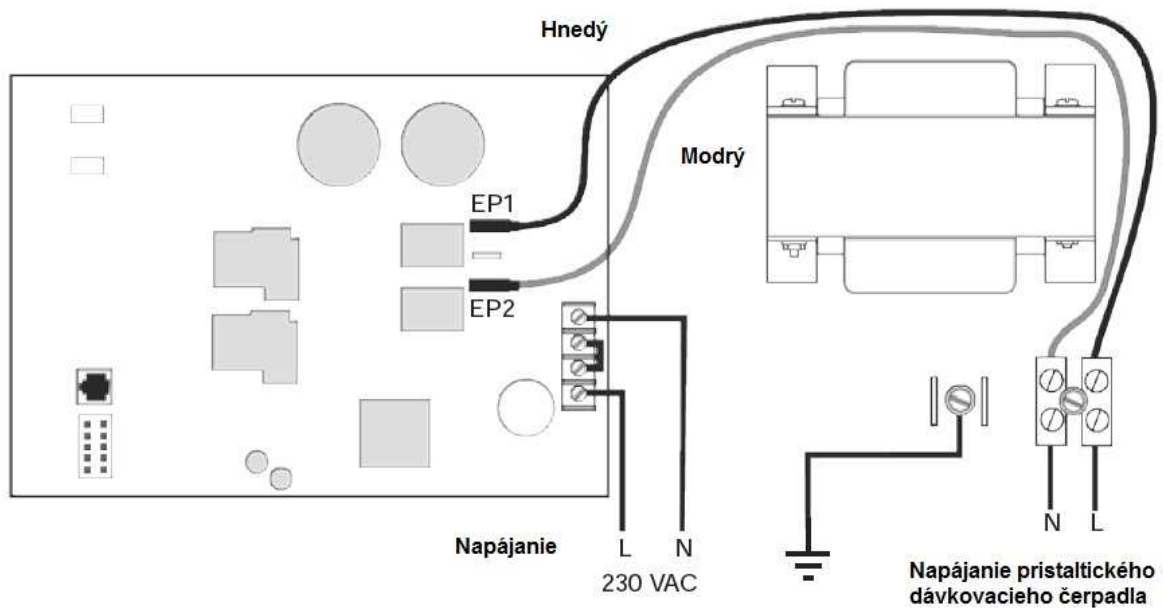 Hnedý
Modrý
EP1
EP2
N L
Napájanie L N
230 VAC
Napájanie pristaltického
dávkovacieho čerpadla